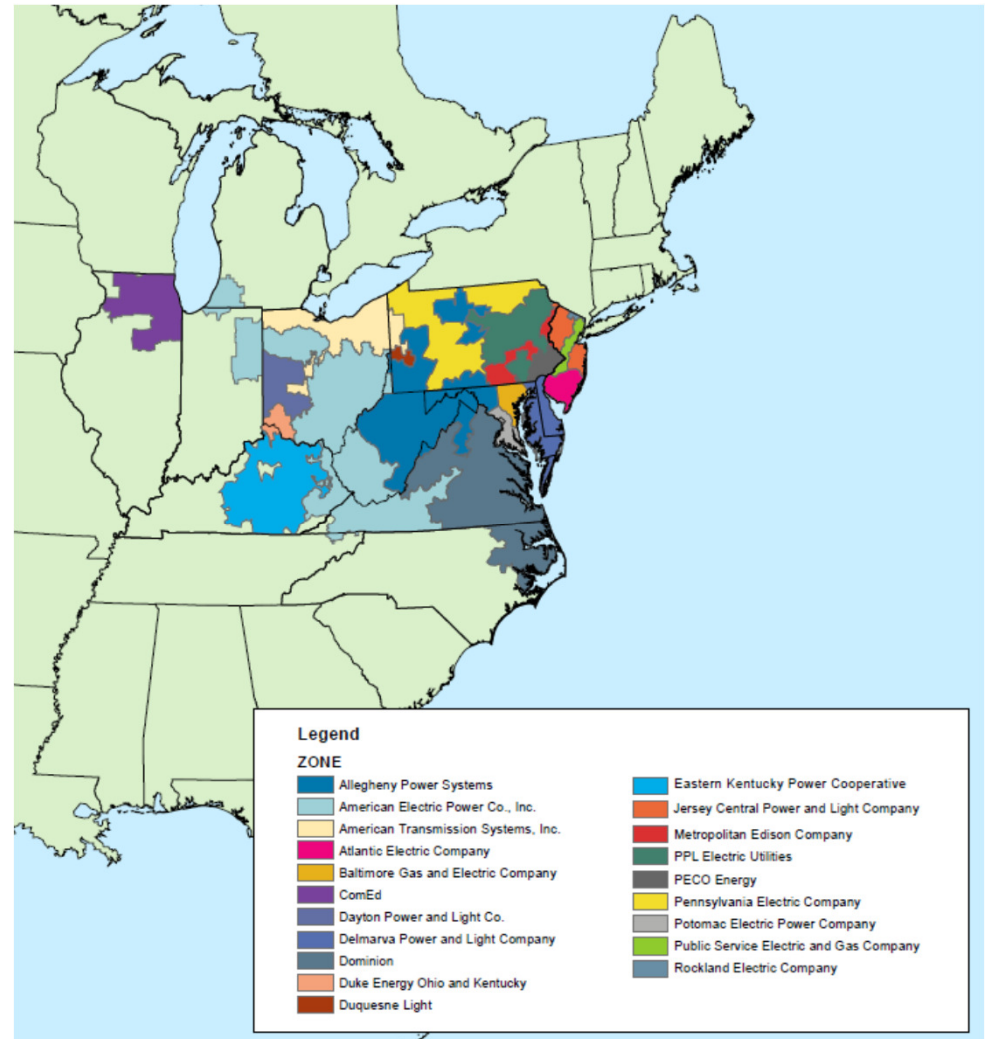 Legend
ZONE
Allegheny Power Systems
American Electric Power Co., Inc.
American Transmission Systems, Inc.
Atlantic Electric Company
Baltimore Gas and Electric Company
ComEd
Dayton Power and Light Co.
Delmarva Power and Light Company
Dominion
Duke Energy Ohio and Kentucky
Duquesne Light
Eastern Kentucky Power Cooperative
Jersey Central Power and Light Company
Metropolitan Edison Company
PPL Electric Utilities
PECO Energy
Pennsylvania Electric Company
Potomac Electric Power Company
Public Service Electric and Gas Company
Rockland Electric Company